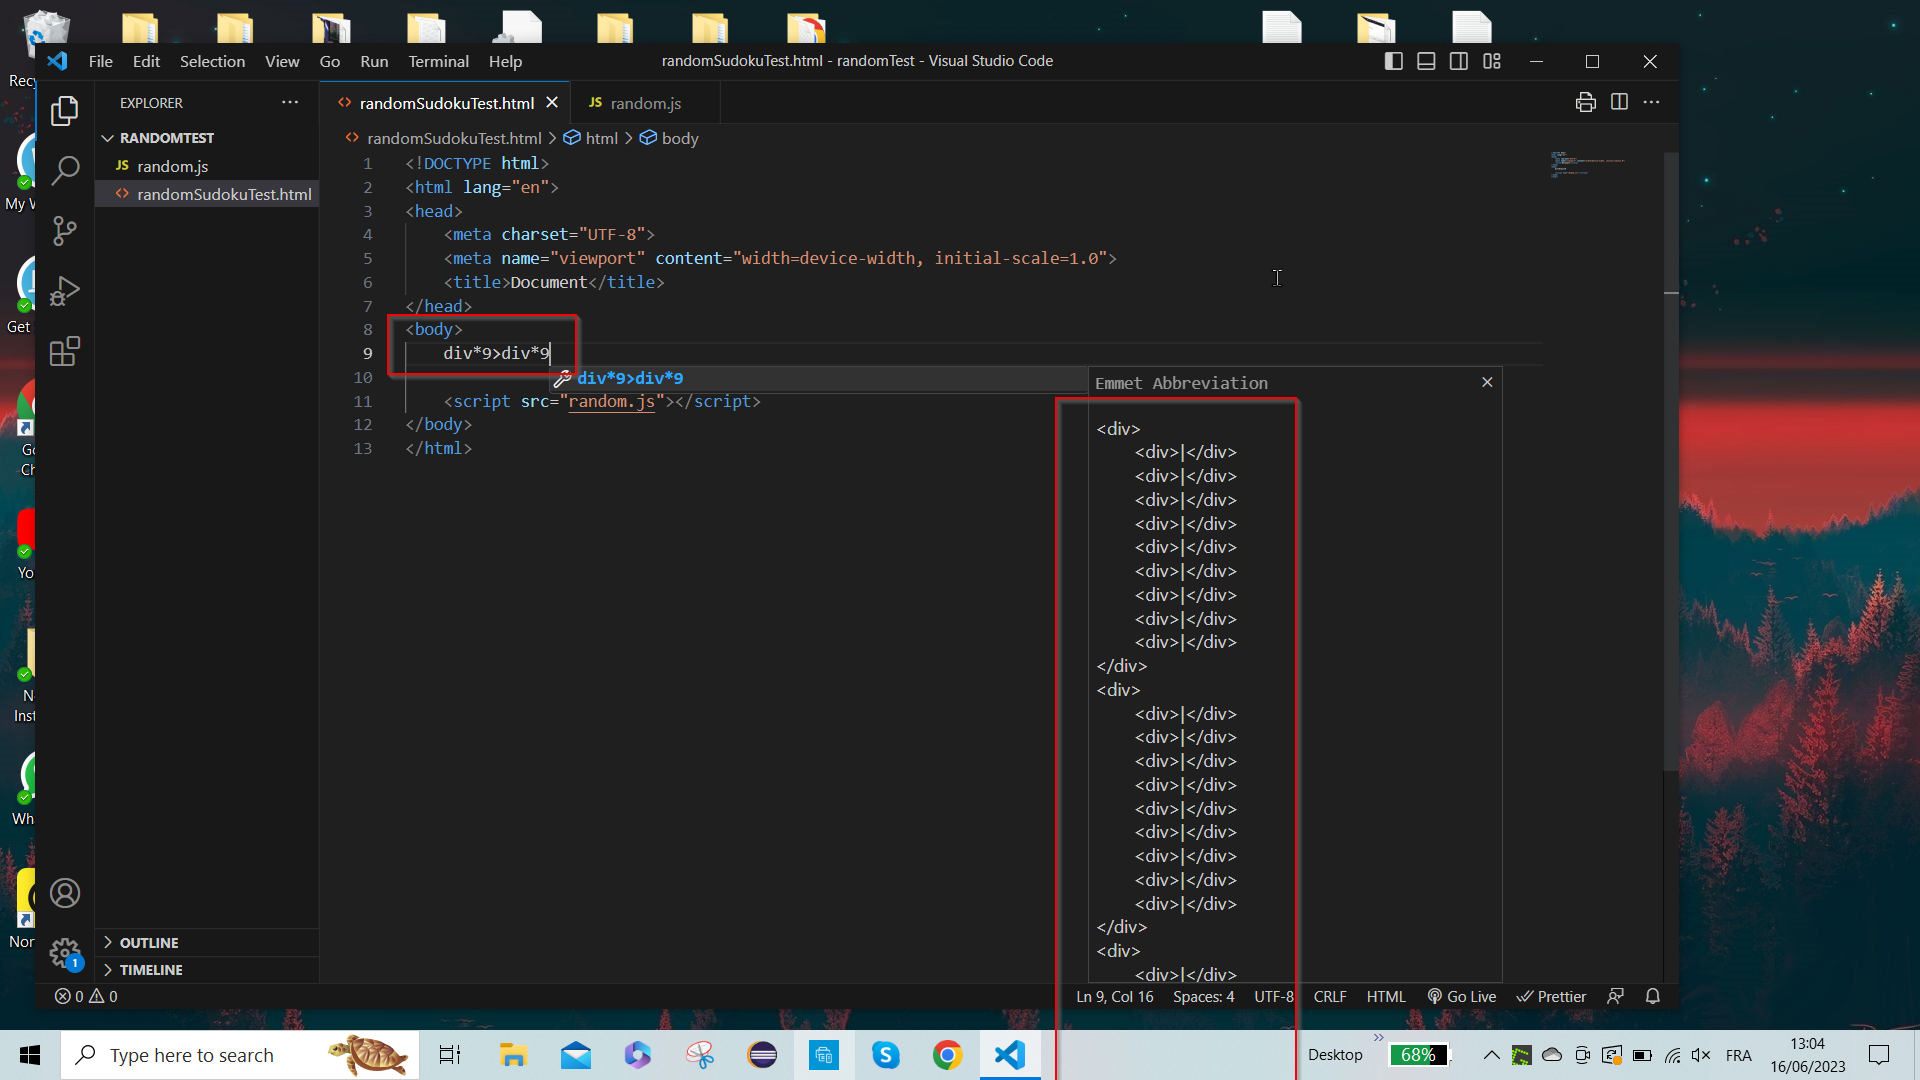 File Edit Selection View Go Run Terminal Help
randomSudokuTest.html - randomTest - Visual Studio Code
EXPLORER
RANDOMTEST
JS random.js
<> randomSudokuTest.html
<> randomSudokuTest.html
JS random.js
<> randomSudokuTest.html > html > body
1 <!DOCTYPE html>
2 <html lang="en">
3 <head>
4 <meta charset="UTF-8">
5 <meta name="viewport" content="width=device-width, initial-scale=1.0">
6 <title>Document</title>
7 </head>
8 <body>
9 div*9>div*9
10
11 <script src="random.js"></script>
12 </body>
13 </html>
div*9>div*9
Emmet Abbreviation
<div>
<div>|</div>
<div>|</div>
<div>|</div>
<div>|</div>
<div>|</div>
<div>|</div>
<div>|</div>
<div>|</div>
<div>|</div>
</div>
<div>
<div>|</div>
<div>|</div>
<div>|</div>
<div>|</div>
<div>|</div>
<div>|</div>
<div>|</div>
<div>|</div>
<div>|</div>
</div>
<div>
<div>|</div>
OUTLINE
TIMELINE
1
0 0
Ln 9, Col 16 Spaces: 4 UTF-8 CRLF HTML Go Live Prettier
Recy
My W
Get
Go
Ch
Yo
N
Inst
Wh
Nor
Type here to search
Desktop
68%
FRA
13:04
16/06/2023